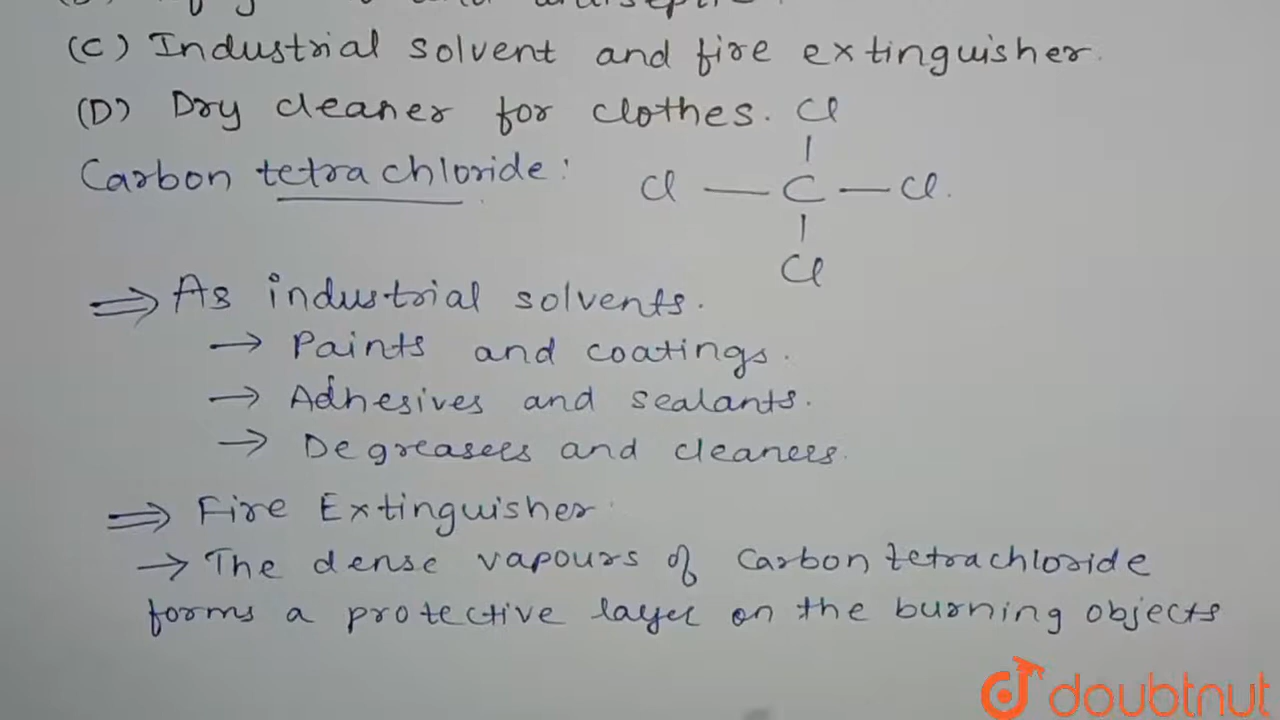 and
(C) Industrial solvent and fire extinguisher.
(D) Dry cleaner for clothes.
Cl
Carbon tetrachloride:
Cl — C — Cl.
Cl
⇒ As industrial solvents.
→ Paints and coatings.
→ Adhesives and sealants.
→ Degreasers and cleaners.
⇒ Fire Extinguisher.
→ The dense vapours of Carbon tetrachloride
forms a protective layer on the burning objects
doubtnut